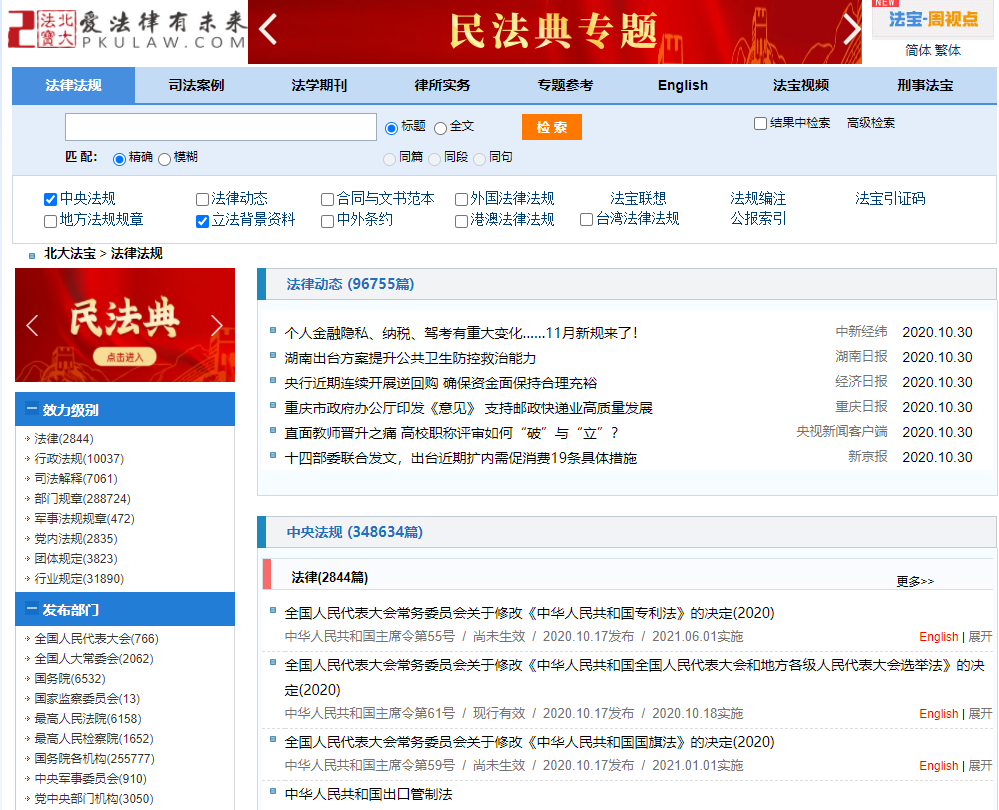 北大法宝 爱法律有未来
PKULAW.COM
民法典专题
NEW
法宝-周视点
简体 繁体
法律法规 司法案例 法学期刊 律所实务 专题参考 English 法宝视频 刑事法宝
标题 全文 检索 结果中检索 高级检索
匹配： 精确 模糊 同篇 同段 同句
中央法规 法律动态 合同与文书范本 外国法律法规 法宝联想 法规编注 法宝引证码
地方法规规章 立法背景资料 中外条约 港澳法律法规 台湾法律法规 公报索引
北大法宝 > 法律法规
民法典
点击进入
效力级别
法律(2844)
行政法规(10037)
司法解释(7061)
部门规章(288724)
军事法规规章(472)
党内法规(2835)
团体规定(3823)
行业规定(31890)
发布部门
全国人民代表大会(766)
全国人大常委会(2062)
国务院(6532)
国家监察委员会(13)
最高人民法院(6158)
最高人民检察院(1652)
国务院各机构(255777)
中央军事委员会(910)
党中央部门机构(3050)
法律动态 (96755篇)
个人金融隐私、纳税、驾考有重大变化......11月新规来了！ 中新经纬 2020.10.30
湖南出台方案提升公共卫生防控救治能力 湖南日报 2020.10.30
央行近期连续开展逆回购 确保资金面保持合理充裕 经济日报 2020.10.30
重庆市政府办公厅印发《意见》 支持邮政快递业高质量发展 重庆日报 2020.10.30
直面教师晋升之痛 高校职称评审如何“破”与“立”？ 央视新闻客户端 2020.10.30
十四部委联合发文，出台近期扩内需促消费19条具体措施 新京报 2020.10.30
中央法规 (348634篇)
法律(2844篇) 更多>>
全国人民代表大会常务委员会关于修改《中华人民共和国专利法》的决定(2020)
中华人民共和国主席令第55号 / 尚未生效 / 2020.10.17发布 / 2021.06.01实施 English | 展开
全国人民代表大会常务委员会关于修改《中华人民共和国全国人民代表大会和地方各级人民代表大会选举法》的决
定(2020)
中华人民共和国主席令第61号 / 现行有效 / 2020.10.17发布 / 2020.10.18实施 English | 展开
全国人民代表大会常务委员会关于修改《中华人民共和国国旗法》的决定(2020)
中华人民共和国主席令第59号 / 尚未生效 / 2020.10.17发布 / 2021.01.01实施 English | 展开
中华人民共和国出口管制法